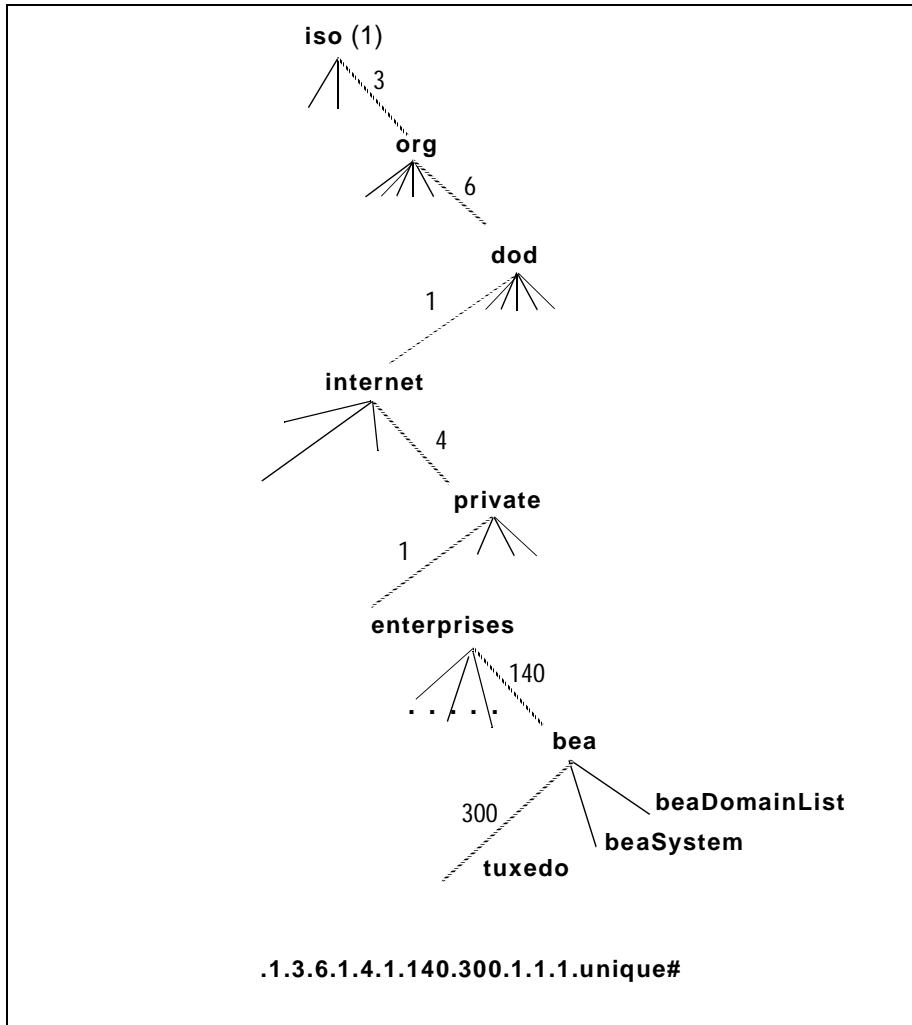 iso (1)
3
org
6
dod
1
internet
4
private
1
enterprises
140
. . . . .
bea
beaDomainList
300
beaSystem
tuxedo
.1.3.6.1.4.1.140.300.1.1.1.unique#